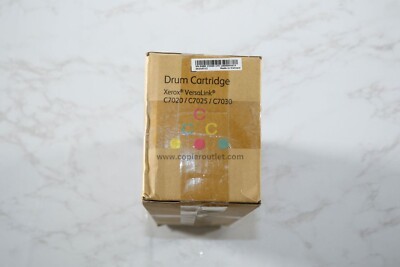 Drum Cartridge
Xerox® VersaLink®
C7020 / C7025 / C7030
C
C C
www.copieroutlet.com